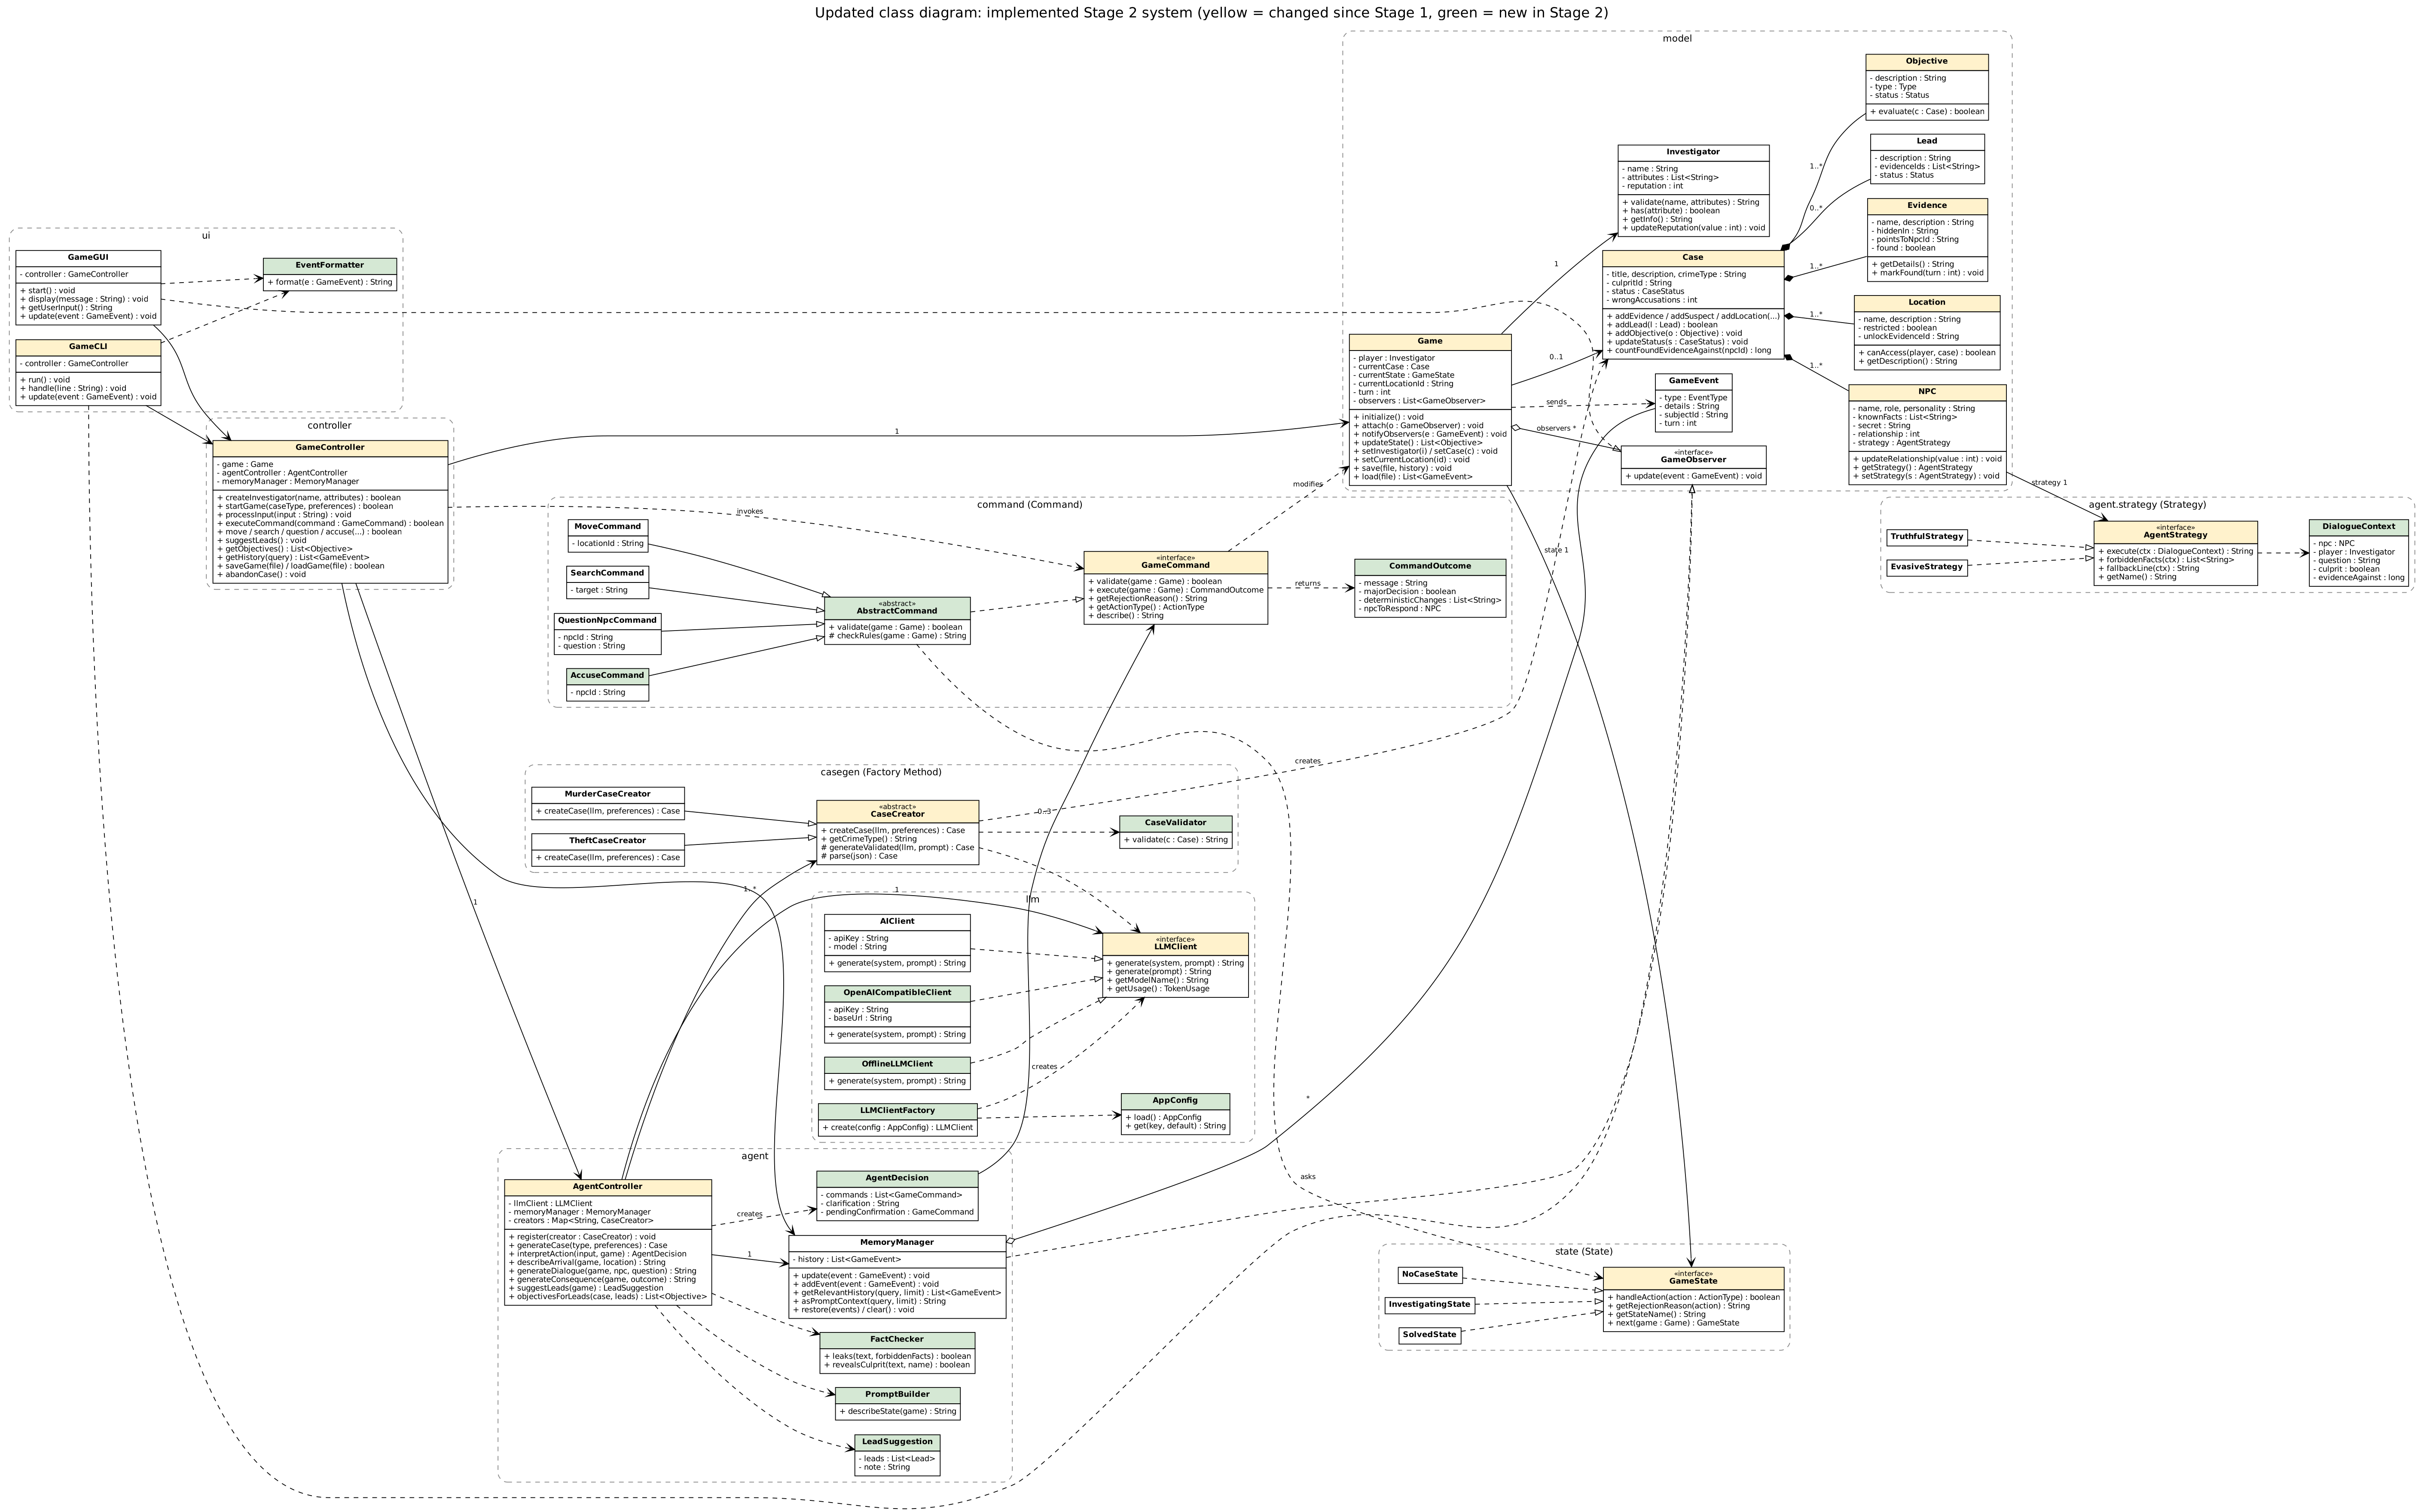 Updated class diagram: implemented Stage 2 system (yellow = changed since Stage 1, green = new in Stage 2)
ui
GameGUI
- controller : GameController
+ start() : void
+ display(message : String) : void
+ getUserInput() : String
+ update(event : GameEvent) : void
EventFormatter
+ format(e : GameEvent) : String
GameCLI
- controller : GameController
+ run() : void
+ handle(line : String) : void
+ update(event : GameEvent) : void
controller
GameController
- game : Game
- agentController : AgentController
- memoryManager : MemoryManager
+ createInvestigator(name, attributes) : boolean
+ startGame(caseType, preferences) : boolean
+ processInput(input : String) : void
+ executeCommand(command : GameCommand) : boolean
+ move / search / question / accuse(...) : boolean
+ suggestLeads() : void
+ getObjectives() : List<Objective>
+ getHistory(query) : List<GameEvent>
+ saveGame(file) / loadGame(file) : boolean
+ abandonCase() : void
1
invokes
1
1..*
1
model
Objective
- description : String
- type : Type
- status : Status
+ evaluate(c : Case) : boolean
Lead
- description : String
- evidenceIds : List<String>
- status : Status
Investigator
- name : String
- attributes : List<String>
- reputation : int
+ validate(name, attributes) : String
+ has(attribute) : boolean
+ getInfo() : String
+ updateReputation(value : int) : void
Evidence
- name, description : String
- hiddenIn : String
- pointsToNpcId : String
- found : boolean
+ getDetails() : String
+ markFound(turn : int) : void
Case
- title, description, crimeType : String
- culpritId : String
- status : CaseStatus
- wrongAccusations : int
+ addEvidence / addSuspect / addLocation(...)
+ addLead(l : Lead) : boolean
+ addObjective(o : Objective) : void
+ updateStatus(s : CaseStatus) : void
+ countFoundEvidenceAgainst(npcId) : long
1..*
0..*
1..*
1..*
1..*
Location
- name, description : String
- restricted : boolean
- unlockEvidenceId : String
+ canAccess(player, case) : boolean
+ getDescription() : String
Game
- player : Investigator
- currentCase : Case
- currentState : GameState
- currentLocationId : String
- turn : int
- observers : List<GameObserver>
+ initialize() : void
+ attach(o : GameObserver) : void
+ notifyObservers(e : GameEvent) : void
+ updateState() : List<Objective>
+ setInvestigator(i) / setCase(c) : void
+ setCurrentLocation(id) : void
+ save(file, history) : void
+ load(file) : List<GameEvent>
1
0..1
sends
observers *
GameEvent
- type : EventType
- details : String
- subjectId : String
- turn : int
«interface»
GameObserver
+ update(event : GameEvent) : void
NPC
- name, role, personality : String
- knownFacts : List<String>
- secret : String
- relationship : int
- strategy : AgentStrategy
+ updateRelationship(value : int) : void
+ getStrategy() : AgentStrategy
+ setStrategy(s : AgentStrategy) : void
strategy 1
agent.strategy (Strategy)
TruthfulStrategy
EvasiveStrategy
«interface»
AgentStrategy
+ execute(ctx : DialogueContext) : String
+ forbiddenFacts(ctx) : List<String>
+ fallbackLine(ctx) : String
+ getName() : String
DialogueContext
- npc : NPC
- player : Investigator
- question : String
- culprit : boolean
- evidenceAgainst : long
command (Command)
MoveCommand
- locationId : String
SearchCommand
- target : String
QuestionNpcCommand
- npcId : String
- question : String
AccuseCommand
- npcId : String
«abstract»
AbstractCommand
+ validate(game : Game) : boolean
# checkRules(game : Game) : String
«interface»
GameCommand
+ validate(game : Game) : boolean
+ execute(game : Game) : CommandOutcome
+ getRejectionReason() : String
+ getActionType() : ActionType
+ describe() : String
modifies
returns
CommandOutcome
- message : String
- majorDecision : boolean
- deterministicChanges : List<String>
- npcToRespond : NPC
state 1
casegen (Factory Method)
MurderCaseCreator
+ createCase(llm, preferences) : Case
TheftCaseCreator
+ createCase(llm, preferences) : Case
«abstract»
CaseCreator
+ createCase(llm, preferences) : Case
+ getCrimeType() : String
# generateValidated(llm, prompt) : Case
# parse(json) : Case
0..3
creates
CaseValidator
+ validate(c : Case) : String
llm
AIClient
- apiKey : String
- model : String
+ generate(system, prompt) : String
OpenAICompatibleClient
- apiKey : String
- baseUrl : String
+ generate(system, prompt) : String
OfflineLLMClient
+ generate(system, prompt) : String
LLMClientFactory
+ create(config : AppConfig) : LLMClient
«interface»
LLMClient
+ generate(system, prompt) : String
+ generate(prompt) : String
+ getModelName() : String
+ getUsage() : TokenUsage
creates
AppConfig
+ load() : AppConfig
+ get(key, default) : String
agent
AgentController
- llmClient : LLMClient
- memoryManager : MemoryManager
- creators : Map<String, CaseCreator>
+ register(creator : CaseCreator) : void
+ generateCase(type, preferences) : Case
+ interpretAction(input, game) : AgentDecision
+ describeArrival(game, location) : String
+ generateDialogue(game, npc, question) : String
+ generateConsequence(game, outcome) : String
+ suggestLeads(game) : LeadSuggestion
+ objectivesForLeads(case, leads) : List<Objective>
creates
1
AgentDecision
- commands : List<GameCommand>
- clarification : String
- pendingConfirmation : GameCommand
MemoryManager
- history : List<GameEvent>
+ update(event : GameEvent) : void
+ addEvent(event : GameEvent) : void
+ getRelevantHistory(query, limit) : List<GameEvent>
+ asPromptContext(query, limit) : String
+ restore(events) / clear() : void
FactChecker
+ leaks(text, forbiddenFacts) : boolean
+ revealsCulprit(text, name) : boolean
PromptBuilder
+ describeState(game) : String
LeadSuggestion
- leads : List<Lead>
- note : String
*
asks
state (State)
NoCaseState
InvestigatingState
SolvedState
«interface»
GameState
+ handleAction(action : ActionType) : boolean
+ getRejectionReason(action) : String
+ getStateName() : String
+ next(game : Game) : GameState
1